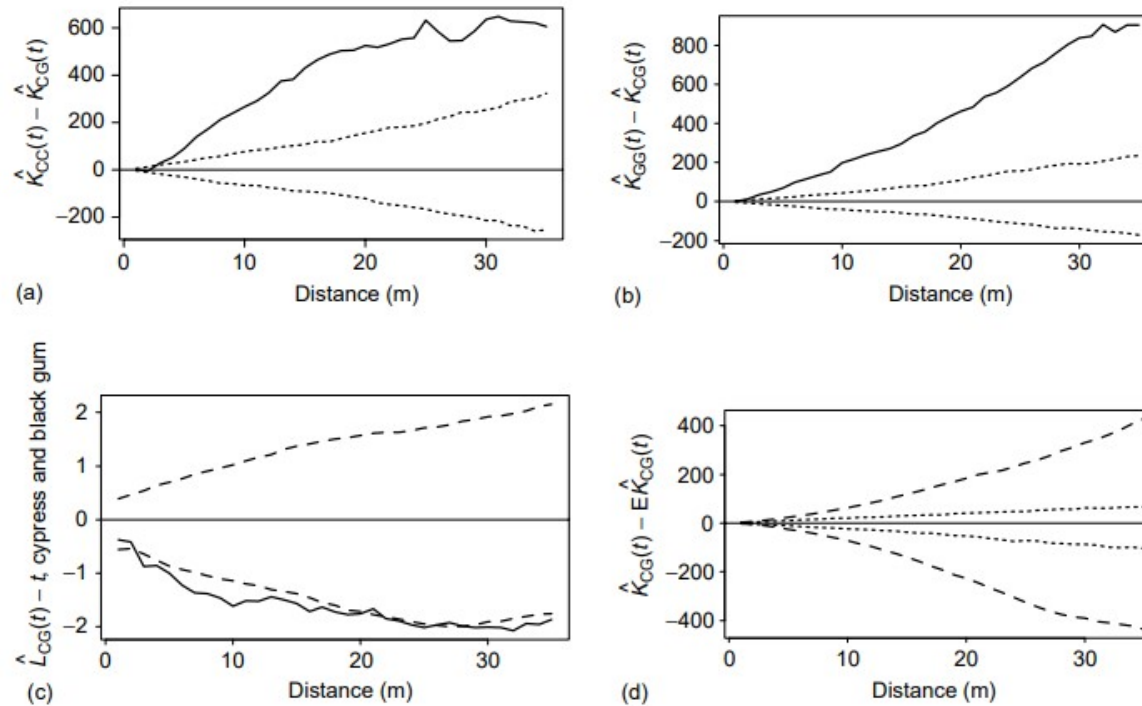 K̂CC(t) − K̂CG(t)
600
400
200
0
−200
0 10 20 30
Distance (m)
(a)
K̂GG(t) − K̂CG(t)
800
600
400
200
0
−200
0 10 20 30
Distance (m)
(b)
L̂CG(t) − t, cypress and black gum
2
1
0
−1
−2
0 10 20 30
Distance (m)
(c)
K̂CG(t) − EK̂CG(t)
400
200
0
−200
−400
0 10 20 30
Distance (m)
(d)